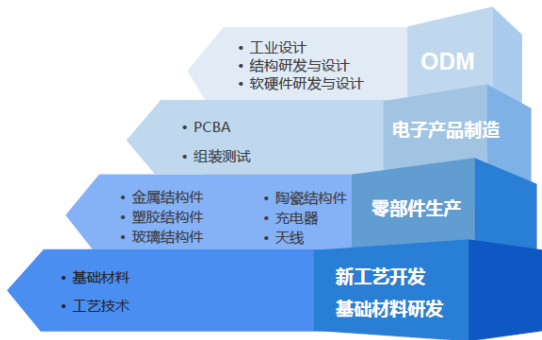 • 工业设计
• 结构研发与设计
• 软硬件研发与设计
ODM
• PCBA
• 组装测试
电子产品制造
• 金属结构件
• 塑胶结构件
• 玻璃结构件
• 陶瓷结构件
• 充电器
• 天线
零部件生产
• 基础材料
• 工艺技术
新工艺开发
基础材料研发